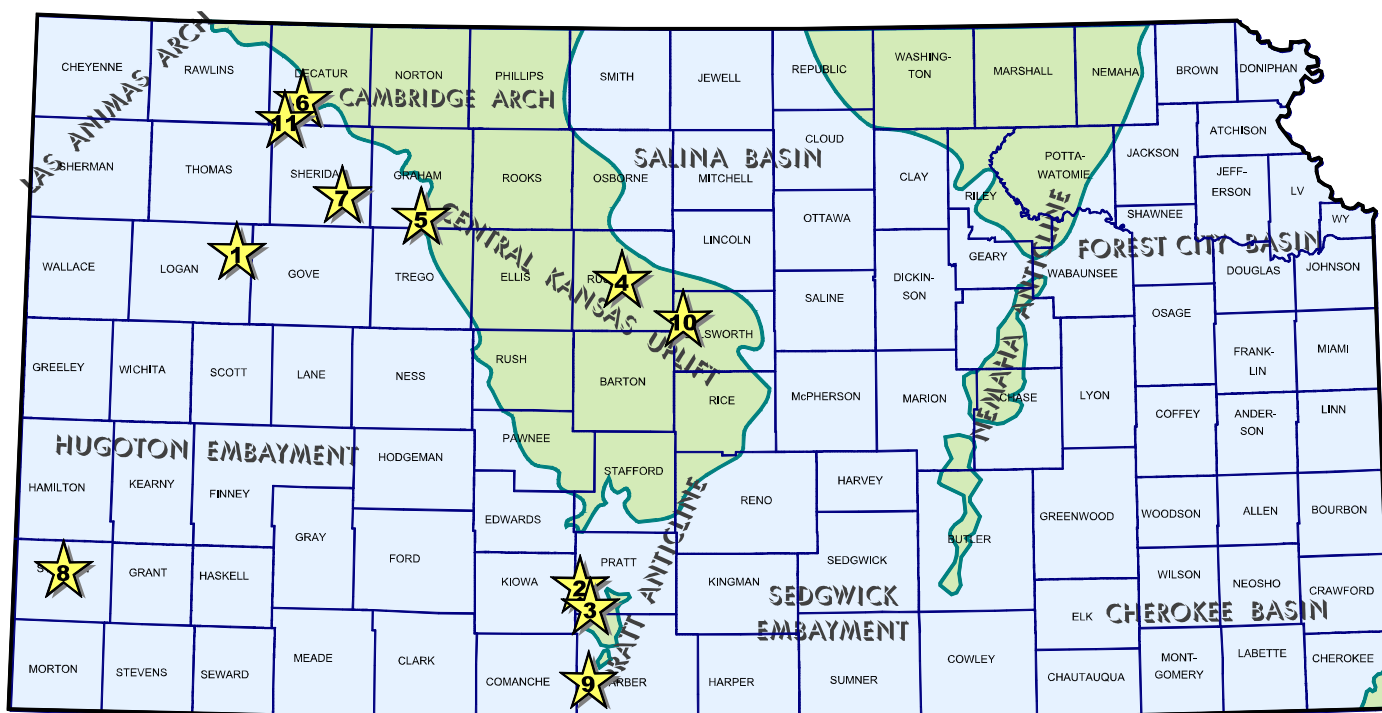 CHEYENNE
RAWLINS
DECATUR
NORTON
PHILLIPS
SMITH
JEWELL
REPUBLIC
WASHING-
TON
MARSHALL
NEMAHA
BROWN
DONIPHAN
LAS ANIMAS ARCH
CAMBRIDGE ARCH
6
11
SHERMAN
THOMAS
SHERIDA
7
GRAHAM
5
ROOKS
OSBORNE
SALINA BASIN
MITCHELL
CLOUD
CLAY
RILEY
POTTA-
WATOMIE
JACKSON
ATCHISON
JEFF-
ERSON
LV
WY
SHAWNEE
WALLACE
LOGAN
1
GOVE
TREGO
ELLIS
RU
4
LINCOLN
OTTAWA
GEARY
WABAUNSEE
FOREST CITY BASIN
DOUGLAS
JOHNSON
CENTRAL KANSAS UPLIFT
10
SWORTH
SALINE
DICKIN-
SON
NEMAHA ANTICLINE
OSAGE
GREELEY
WICHITA
SCOTT
LANE
NESS
RUSH
BARTON
RICE
McPHERSON
MARION
CHASE
LYON
FRANK-
LIN
MIAMI
COFFEY
ANDER-
SON
LINN
HUGOTON EMBAYMENT
HAMILTON
KEARNY
FINNEY
HODGEMAN
PAWNEE
STAFFORD
RENO
HARVEY
EDWARDS
GRAY
FORD
BUTLER
GREENWOOD
WOODSON
ALLEN
BOURBON
S
8
GRANT
HASKELL
KIOWA
PRATT
2
3
PRATT ANTICLINE
KINGMAN
SEDGWICK
SEDGWICK
EMBAYMENT
ELK
WILSON
NEOSHO
CRAWFORD
CHEROKEE BASIN
MORTON
STEVENS
SEWARD
MEADE
CLARK
COMANCHE
9
ARBER
HARPER
SUMNER
COWLEY
CHAUTAUQUA
MONT-
GOMERY
LABETTE
CHEROKEE